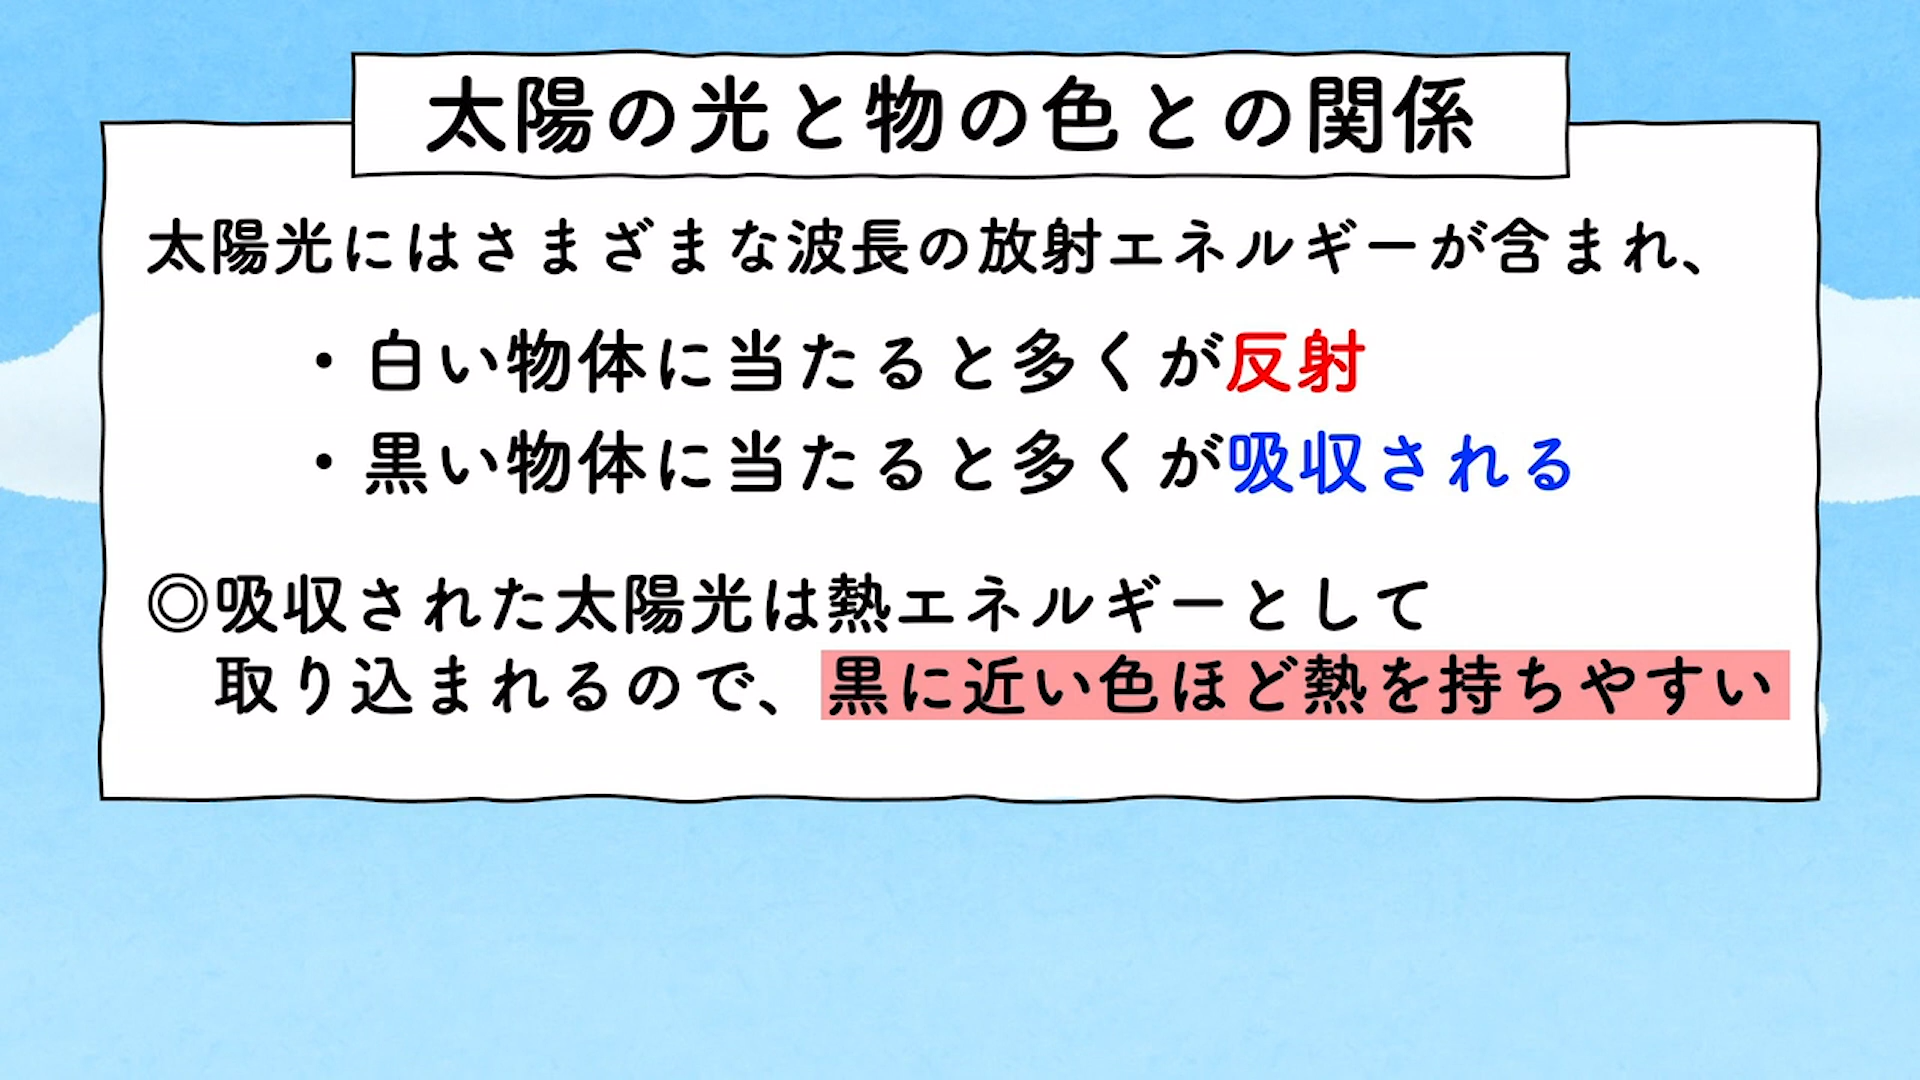 太陽の光と物の色との関係
太陽光にはさまざまな波長の放射エネルギーが含まれ、
・白い物体に当たると多くが反射
・黒い物体に当たると多くが吸収される
◎吸収された太陽光は熱エネルギーとして
取り込まれるので、黒に近い色ほど熱を持ちやすい